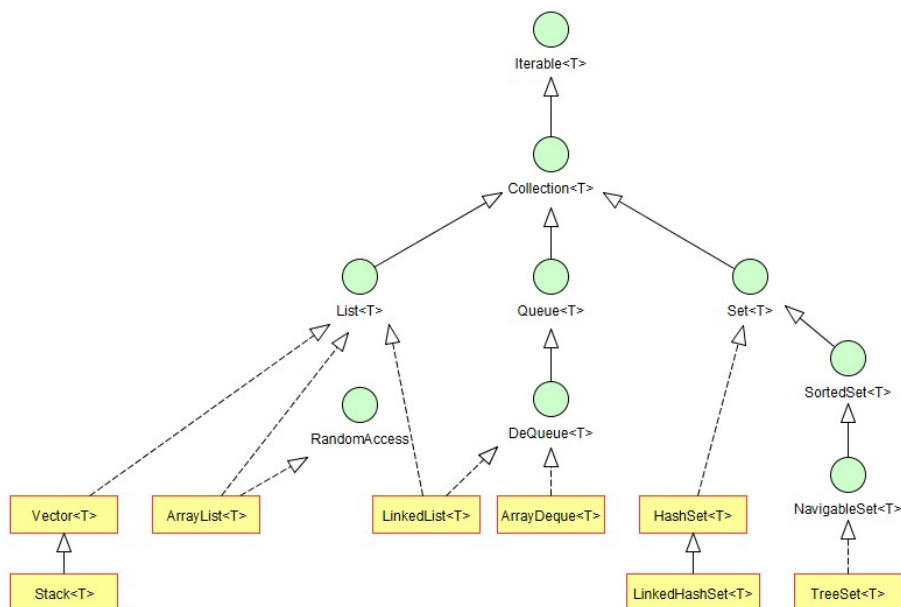 Iterable<T>
Collection<T>
List<T>
Queue<T>
Set<T>
SortedSet<T>
RandomAccess
DeQueue<T>
Vector<T>
ArrayList<T>
LinkedList<T>
ArrayDeque<T>
HashSet<T>
NavigableSet<T>
Stack<T>
LinkedHashSet<T>
TreeSet<T>